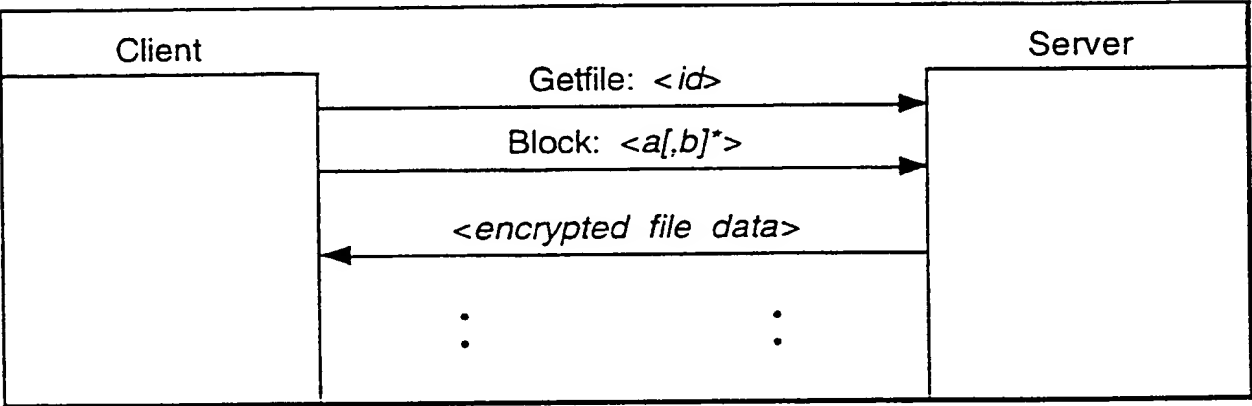 Client
Server
Getfile: <id>
Block: <a[,b]*>
<encrypted file data>